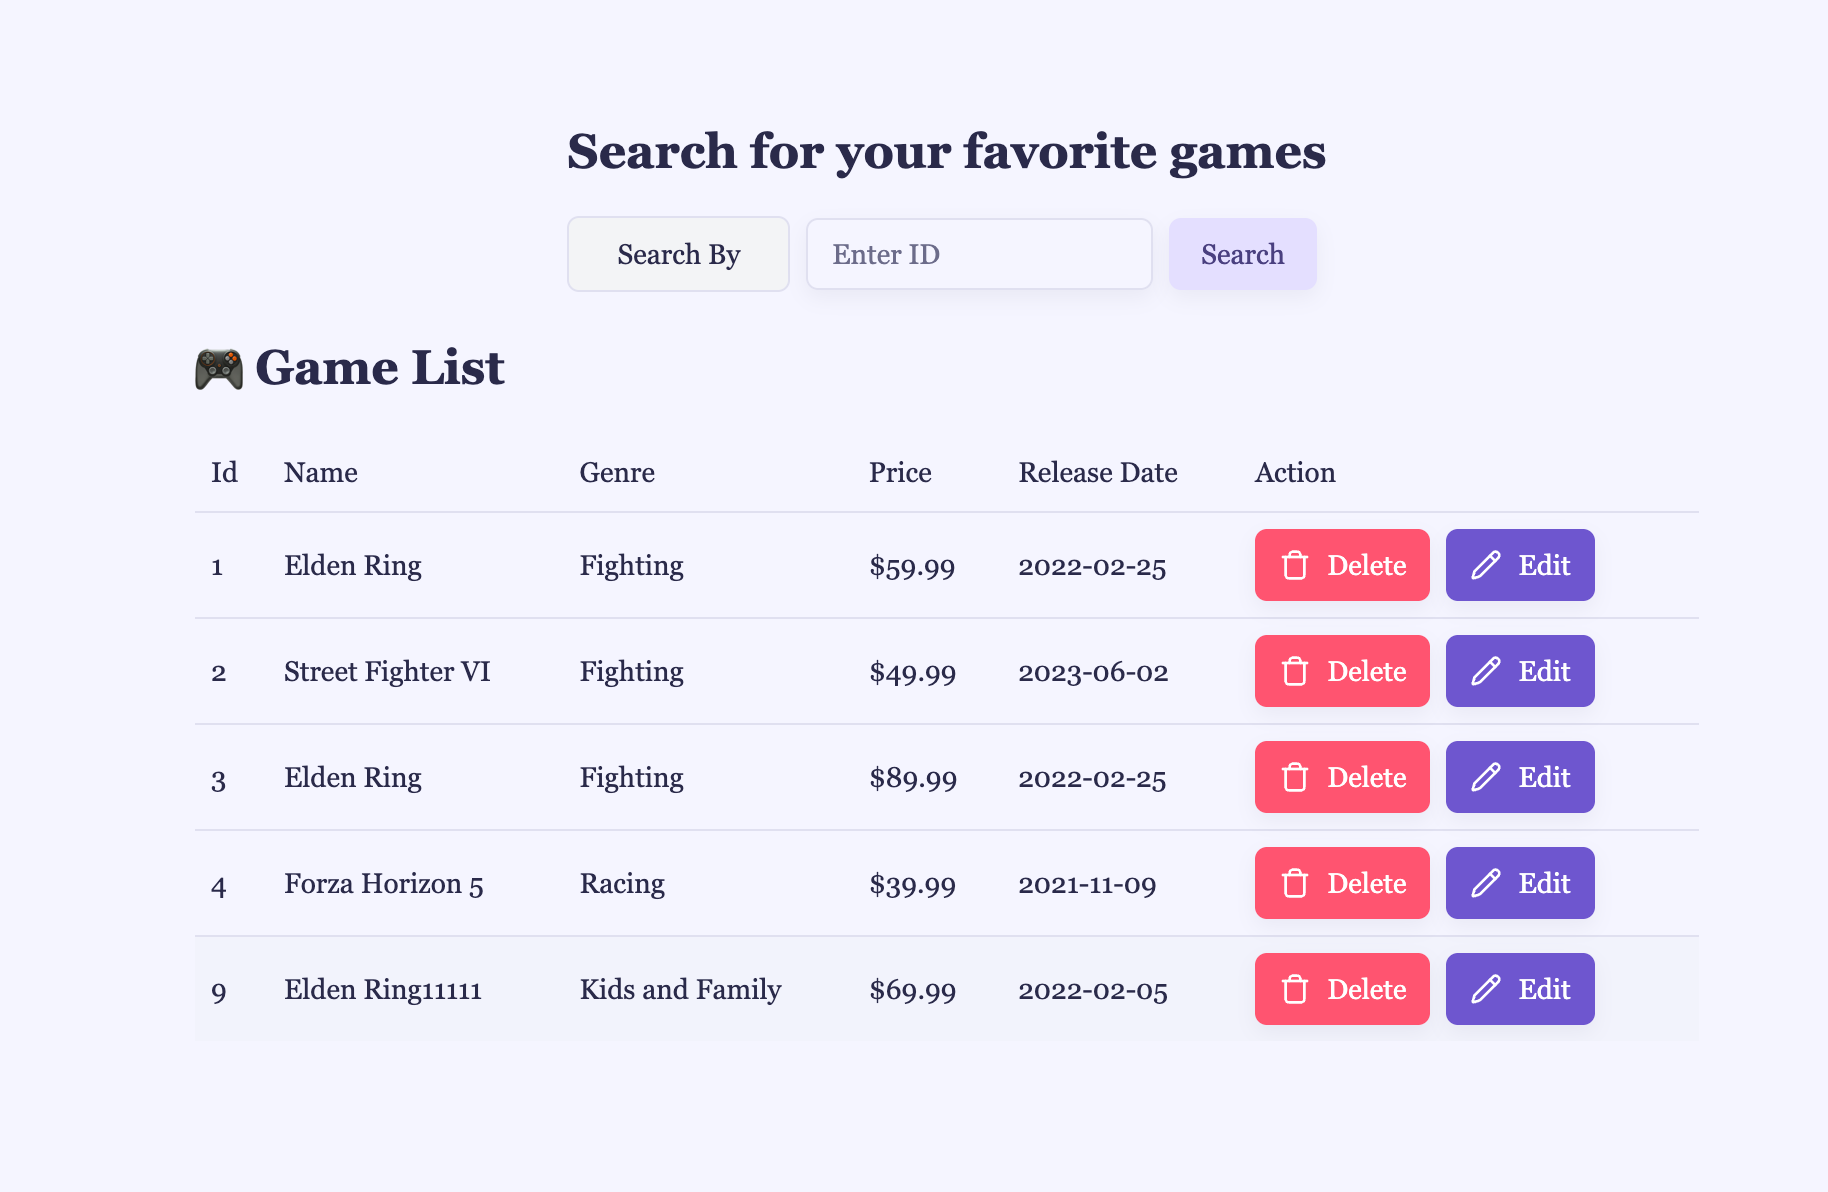 Search for your favorite games
Search By Enter ID Search
🎮 Game List
Id Name Genre Price Release Date Action
1 Elden Ring Fighting $59.99 2022-02-25 Delete Edit
2 Street Fighter VI Fighting $49.99 2023-06-02 Delete Edit
3 Elden Ring Fighting $89.99 2022-02-25 Delete Edit
4 Forza Horizon 5 Racing $39.99 2021-11-09 Delete Edit
9 Elden Ring11111 Kids and Family $69.99 2022-02-05 Delete Edit